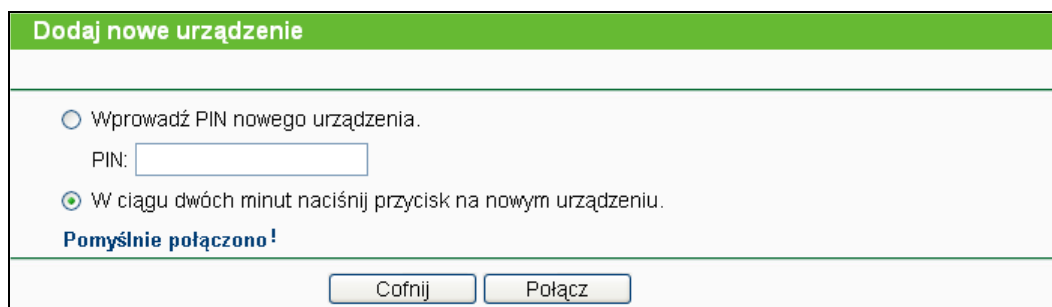 Dodaj nowe urządzenie
Wprowadź PIN nowego urządzenia.
PIN:
W ciągu dwóch minut naciśnij przycisk na nowym urządzeniu.
Pomyślnie połączono!
Cofnij Połącz